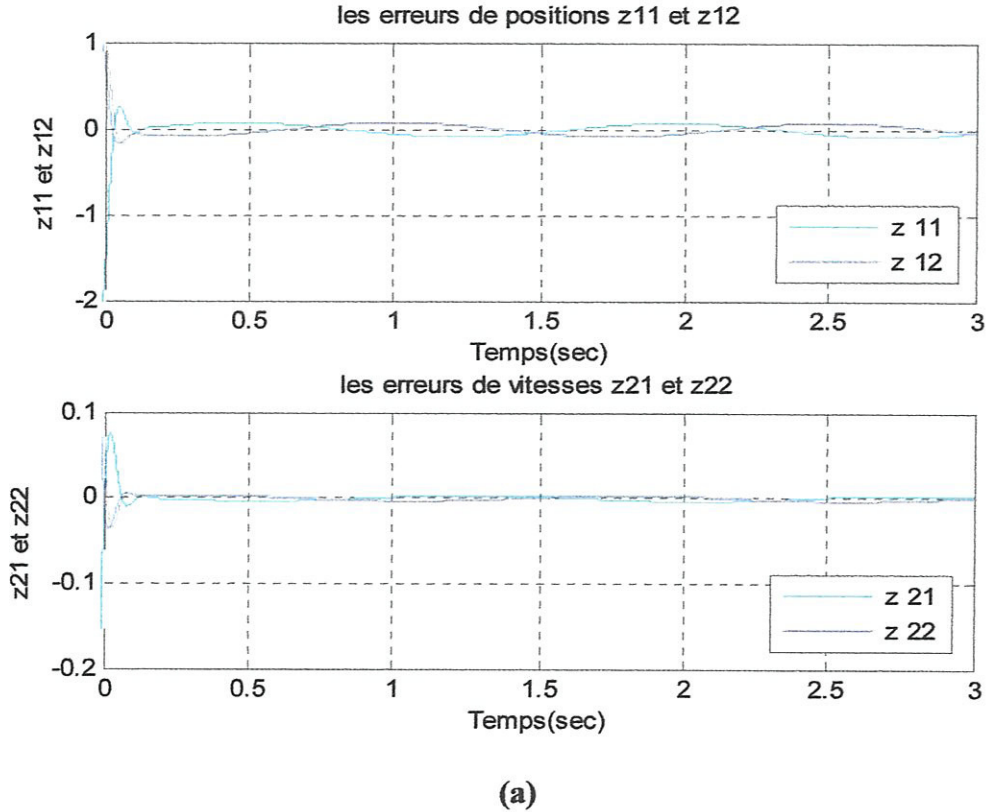 les erreurs de positions z11 et z12
z11 et z12
1
0
-1
-2
z 11
z 12
0 0.5 1 1.5 2 2.5 3
Temps(sec)
les erreurs de vitesses z21 et z22
z21 et z22
0.1
0
-0.1
-0.2
z 21
z 22
0 0.5 1 1.5 2 2.5 3
Temps(sec)
(a)